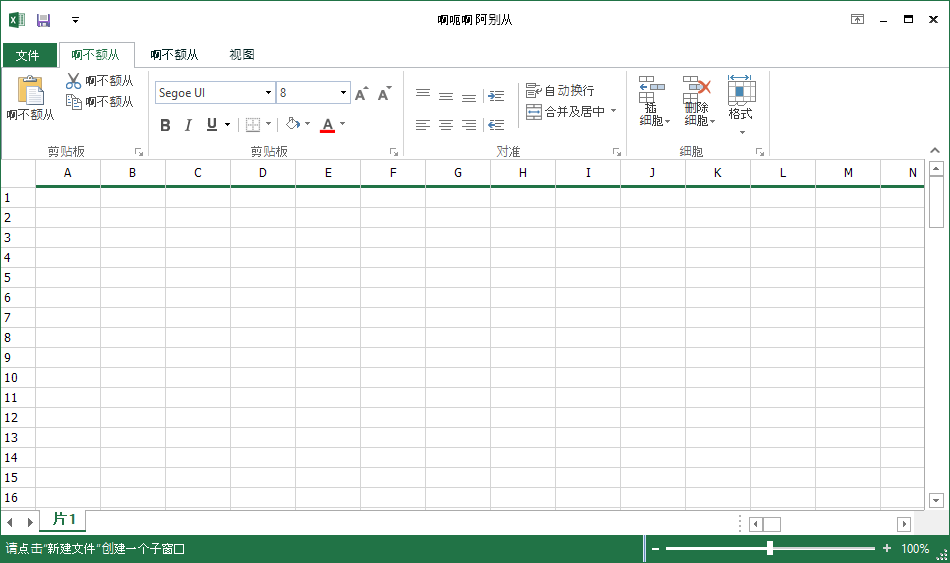 啊呃啊 阿别从
文件 啊不额从 啊不额从 视图
啊不额从
啊不额从
啊不额从
剪贴板
Segoe UI 8 A A
B I U A
剪贴板
自动换行
合并及居中
对准
插
细胞
删除
细胞
格式
细胞
A B C D E F G H I J K L M N
1
2
3
4
5
6
7
8
9
10
11
12
13
14
15
16
片1
请点击“新建文件”创建一个子窗口
100%